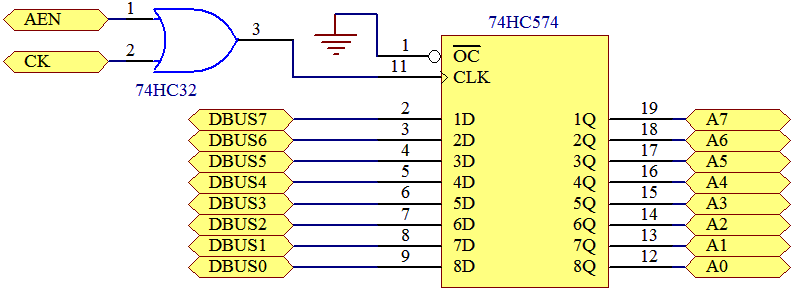 74HC574
AEN 1 3
CK 2
74HC32
1 OC
11 CLK
DBUS7 2 1D 1Q 19 A7
DBUS6 3 2D 2Q 18 A6
DBUS5 4 3D 3Q 17 A5
DBUS4 5 4D 4Q 16 A4
DBUS3 6 5D 5Q 15 A3
DBUS2 7 6D 6Q 14 A2
DBUS1 8 7D 7Q 13 A1
DBUS0 9 8D 8Q 12 A0